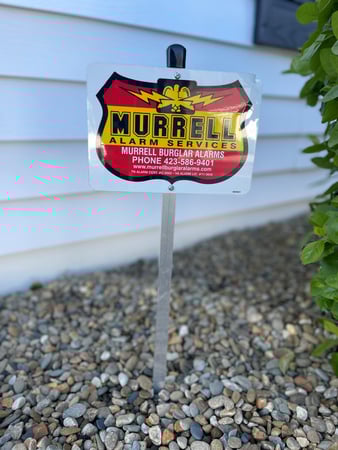 MURRELL
ALARM SERVICES
MURRELL BURGLAR ALARMS
PHONE 423-586-9401
www.murrellburglaralarms.com